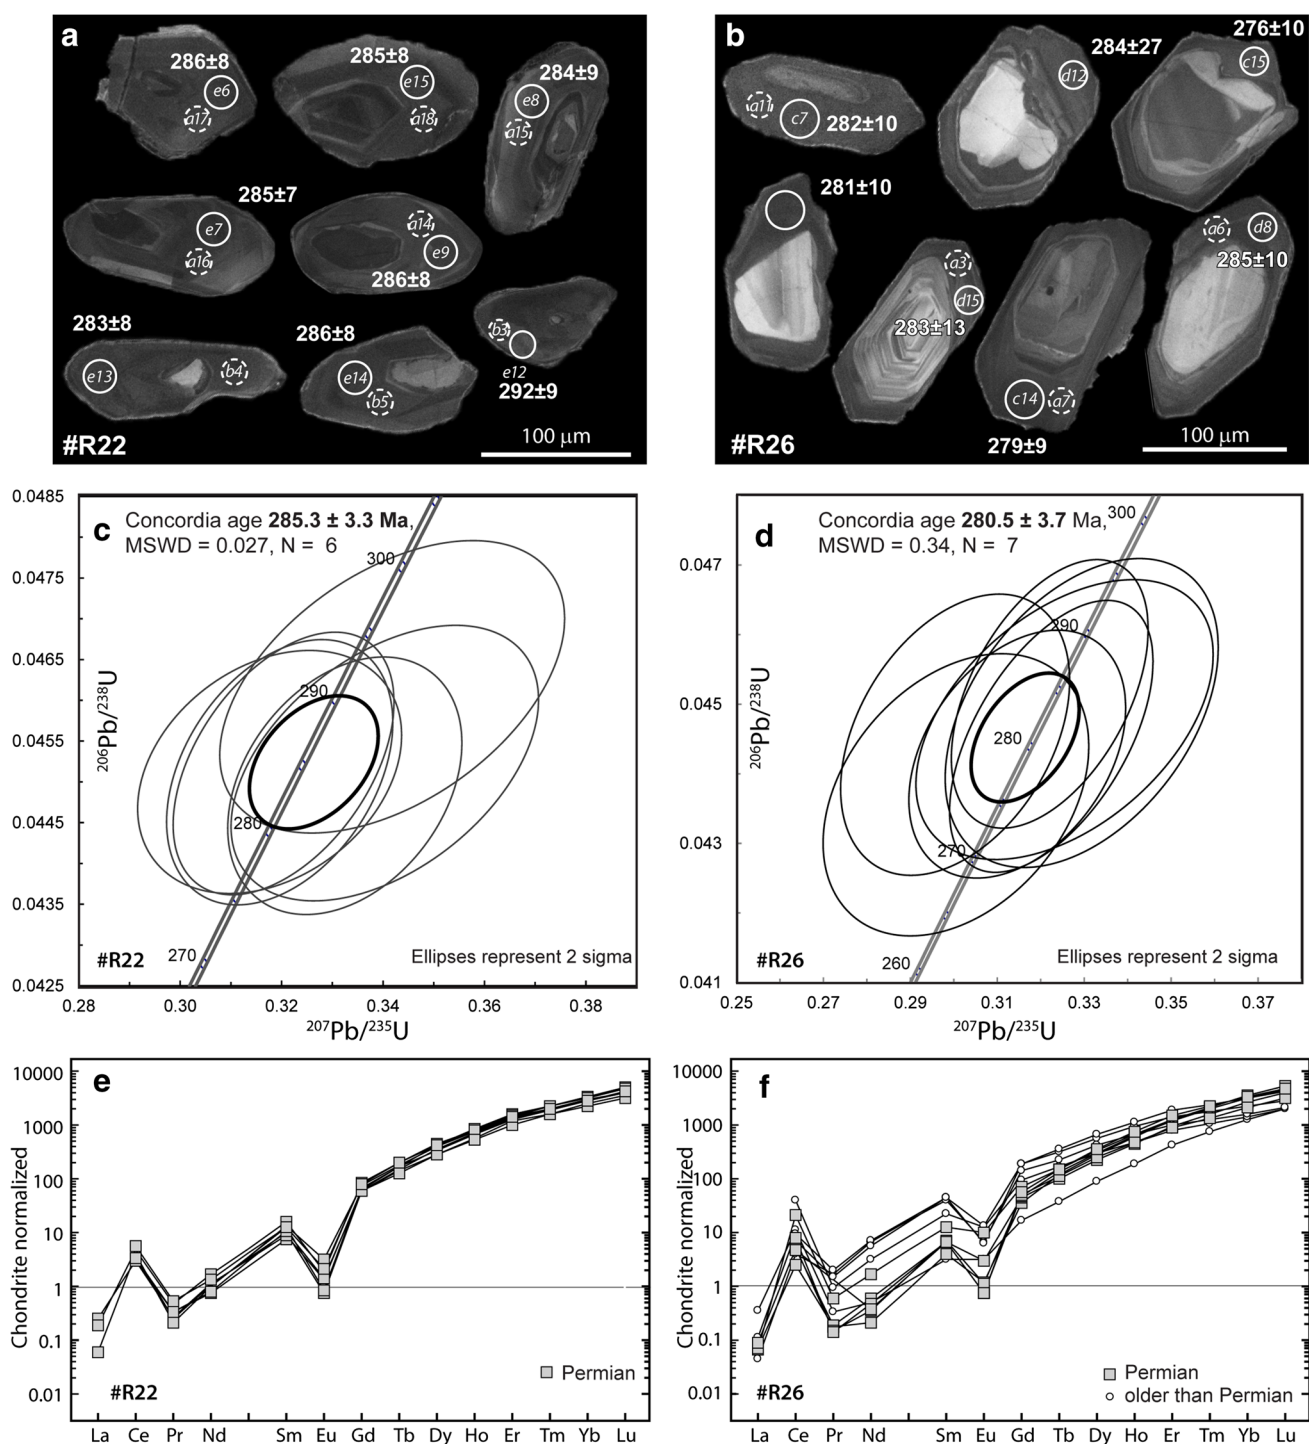 a
286±8
e6
a17
285±8
e15
a18
284±9
e8
a15
285±7
e7
a16
a14
e9
286±8
283±8
e13
b4
286±8
e14
b5
b3
e12
292±9
#R22
100 µm
b
a11
c7
282±10
284±27
d12
276±10
c15
281±10
a3
d15
283±13
a6
d8
285±10
c14
a7
279±9
#R26
100 µm
c
Concordia age 285.3 ± 3.3 Ma,
MSWD = 0.027, N = 6
300
290
280
270
0.0485
0.0475
0.0465
0.0455
0.0445
0.0435
0.0425
206Pb/238U
#R22
Ellipses represent 2 sigma
0.28
0.30
0.32
0.34
0.36
0.38
207Pb/235U
d
Concordia age 280.5 ± 3.7 Ma,
MSWD = 0.34, N = 7
300
290
280
270
260
0.047
0.045
0.043
0.041
206Pb/238U
#R26
Ellipses represent 2 sigma
0.25
0.27
0.29
0.31
0.33
0.35
0.37
207Pb/235U
e
10000
1000
100
10
1
0.1
0.01
Chondrite normalized
Permian
#R22
La Ce Pr Nd Sm Eu Gd Tb Dy Ho Er Tm Yb Lu
f
10000
1000
100
10
1
0.1
0.01
Chondrite normalized
Permian
older than Permian
#R26
La Ce Pr Nd Sm Eu Gd Tb Dy Ho Er Tm Yb Lu